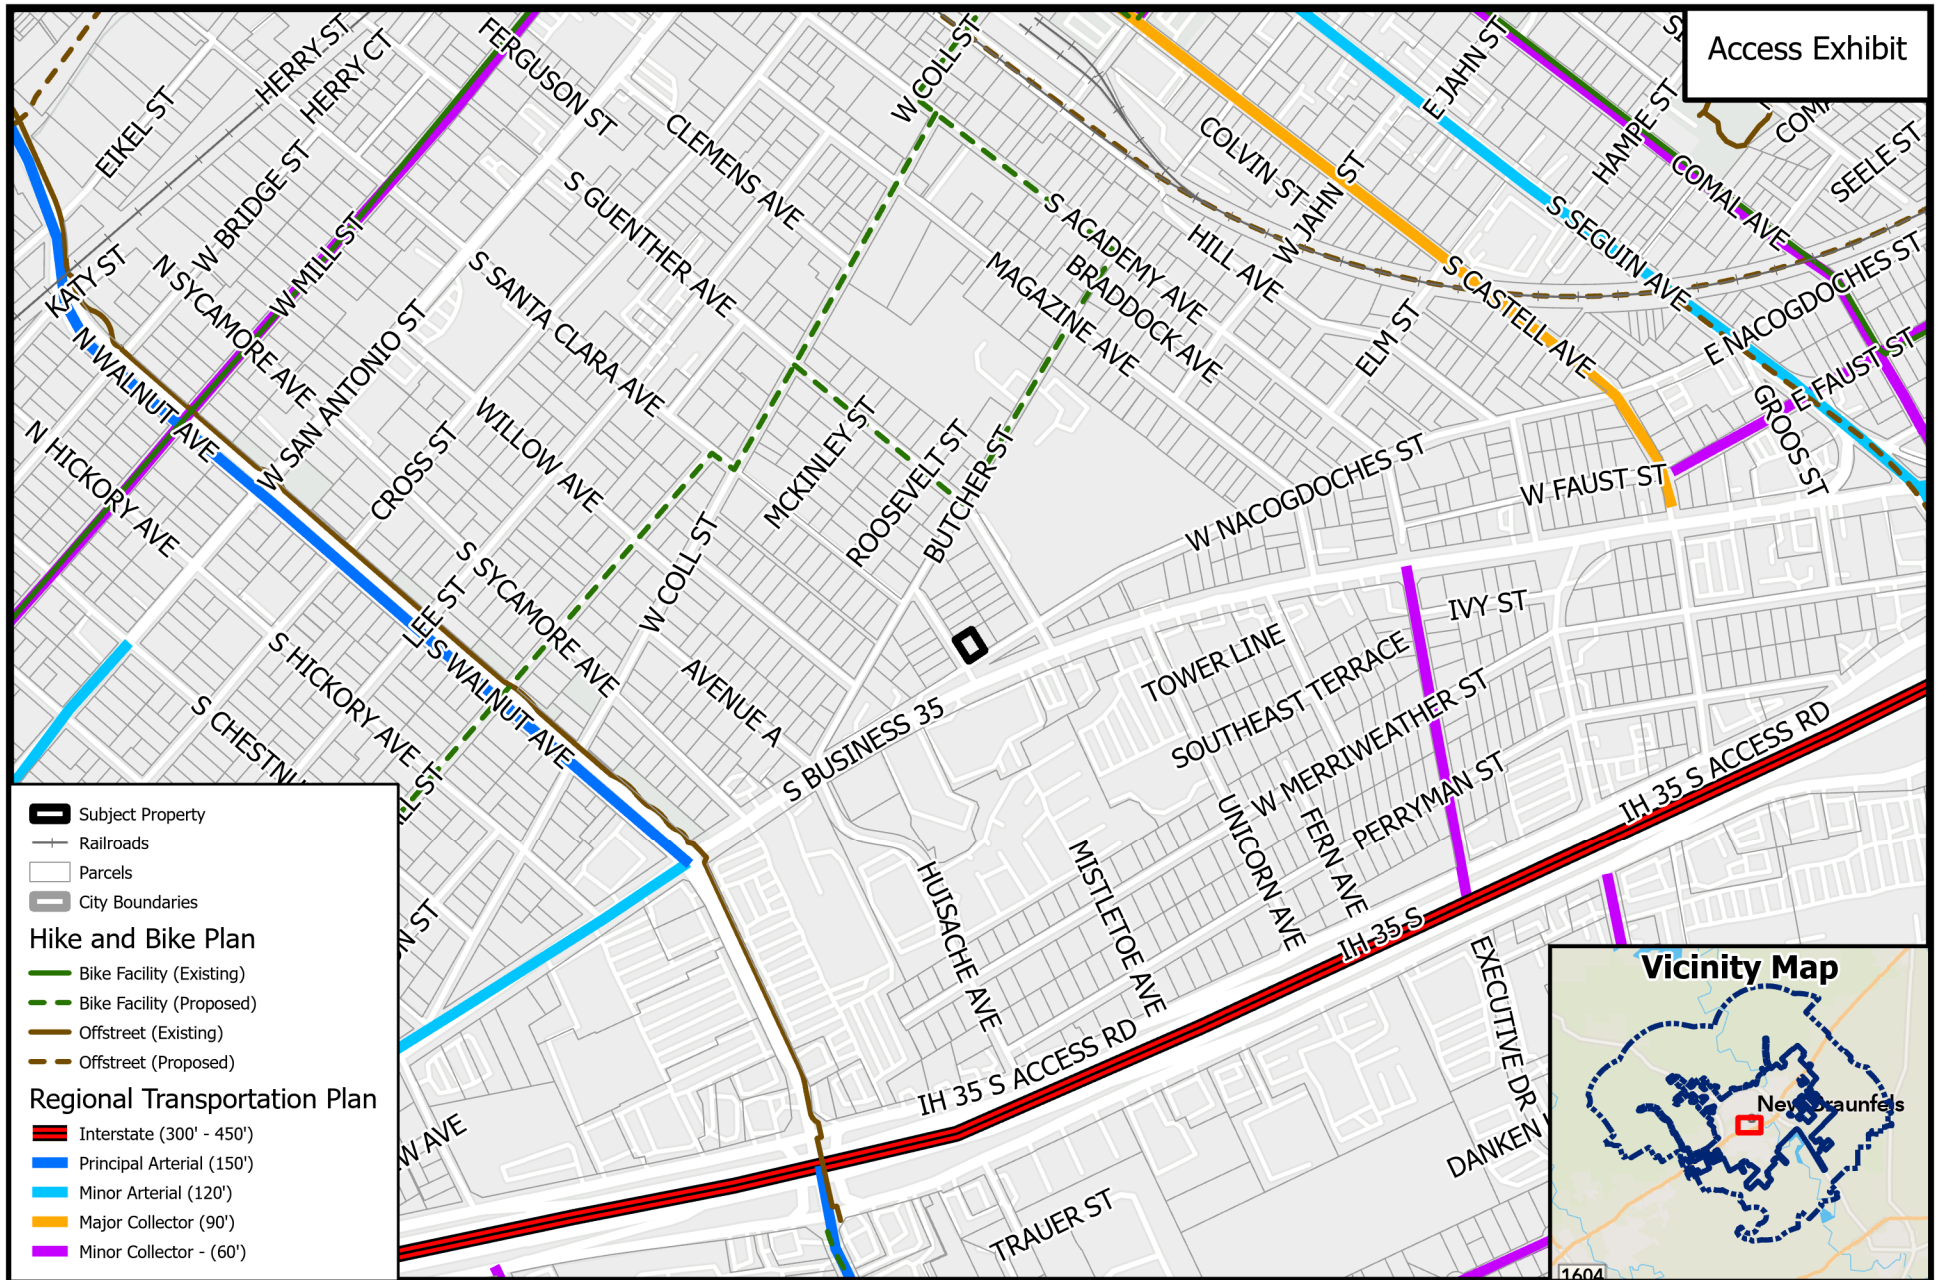 Access Exhibit
HERRY ST
HERRY CT
FERGUSON ST
W COLL ST
E JAHN ST
HAMPE ST
SEELE ST
EIKEL ST
CLEMENS AVE
COLVIN ST
COMAL AVE
W BRIDGE ST
S GUENTHER AVE
W JAHN ST
S SEGUIN AVE
S ACADEMY AVE
W MILL ST
HILL AVE
KATY ST
N SYCAMORE AVE
S SANTA CLARA AVE
MAGAZINE AVE
BRADDOCK AVE
S CASTELL AVE
E NACOGDOCHES ST
W SAN ANTONIO ST
ELM ST
E FAUST ST
N WALNUT AVE
GROOS ST
N HICKORY AVE
CROSS ST
WILLOW AVE
MCKINLEY ST
ROOSEVELT ST
BUTCHER ST
W NACOGDOCHES ST
W FAUST ST
W COLL ST
S SYCAMORE AVE
LEE ST
IVY ST
S WALNUT AVE
S HICKORY AVE
AVENUE A
TOWER LINE
SOUTHEAST TERRACE
S BUSINESS 35
W MERRIWEATHER ST
PERRYMAN ST
IH 35 S ACCESS RD
UNICORN AVE
FERN AVE
HUISACHE AVE
MISTLETOE AVE
IH 35 S
EXECUTIVE DR
IH 35 S ACCESS RD
DANKEN
TRAUER ST
Subject Property
Railroads
Parcels
City Boundaries
Hike and Bike Plan
Bike Facility (Existing)
Bike Facility (Proposed)
Offstreet (Existing)
Offstreet (Proposed)
Regional Transportation Plan
Interstate (300' - 450')
Principal Arterial (150')
Minor Arterial (120')
Major Collector (90')
Minor Collector - (60')
Vicinity Map
New Braunfels
1604